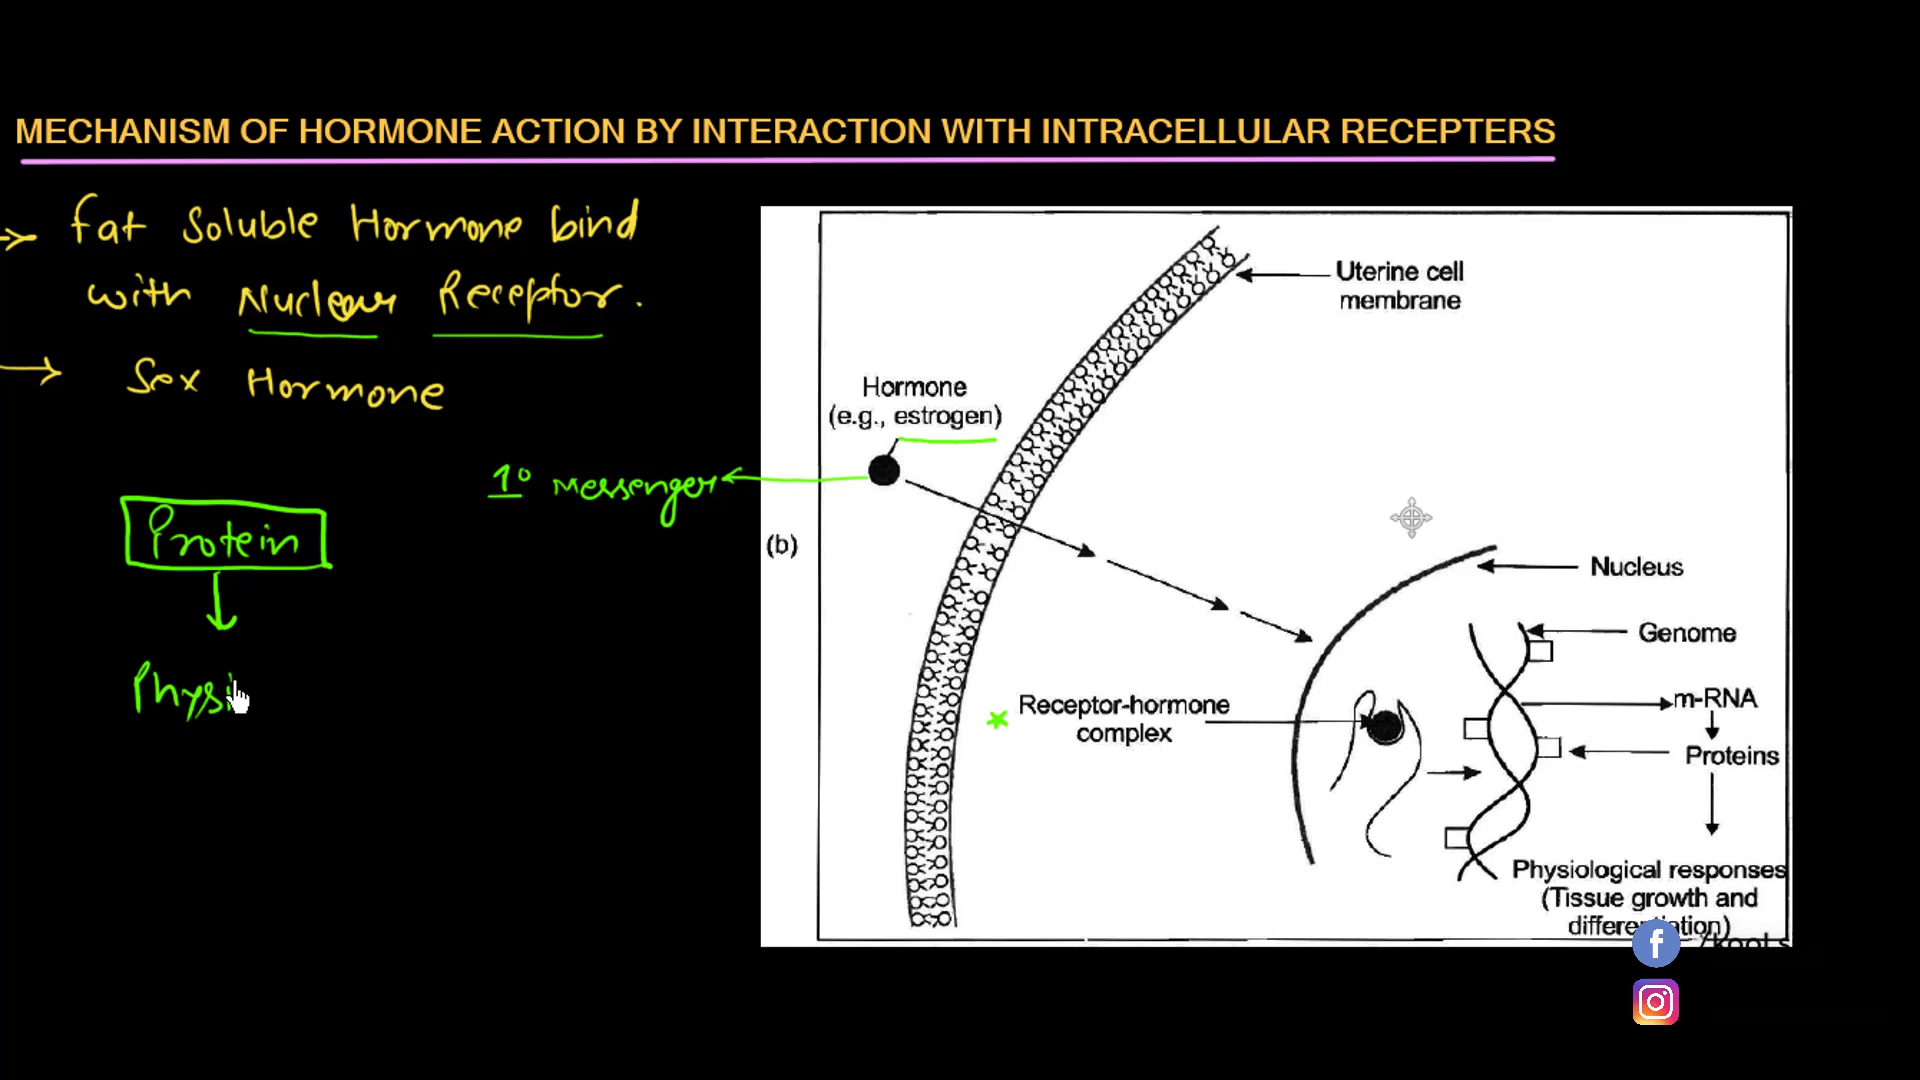 MECHANISM OF HORMONE ACTION BY INTERACTION WITH INTRACELLULAR RECEPTERS
fat Soluble Hormone bind
with Nuclear Receptor.
Sex Hormone
1° Messenger
Protein
Physi
Uterine cell
membrane
Hormone
(e.g., estrogen)
(b)
Nucleus
Genome
Receptor-hormone
complex
m-RNA
Proteins
Physiological responses
(Tissue growth and
differentiation)